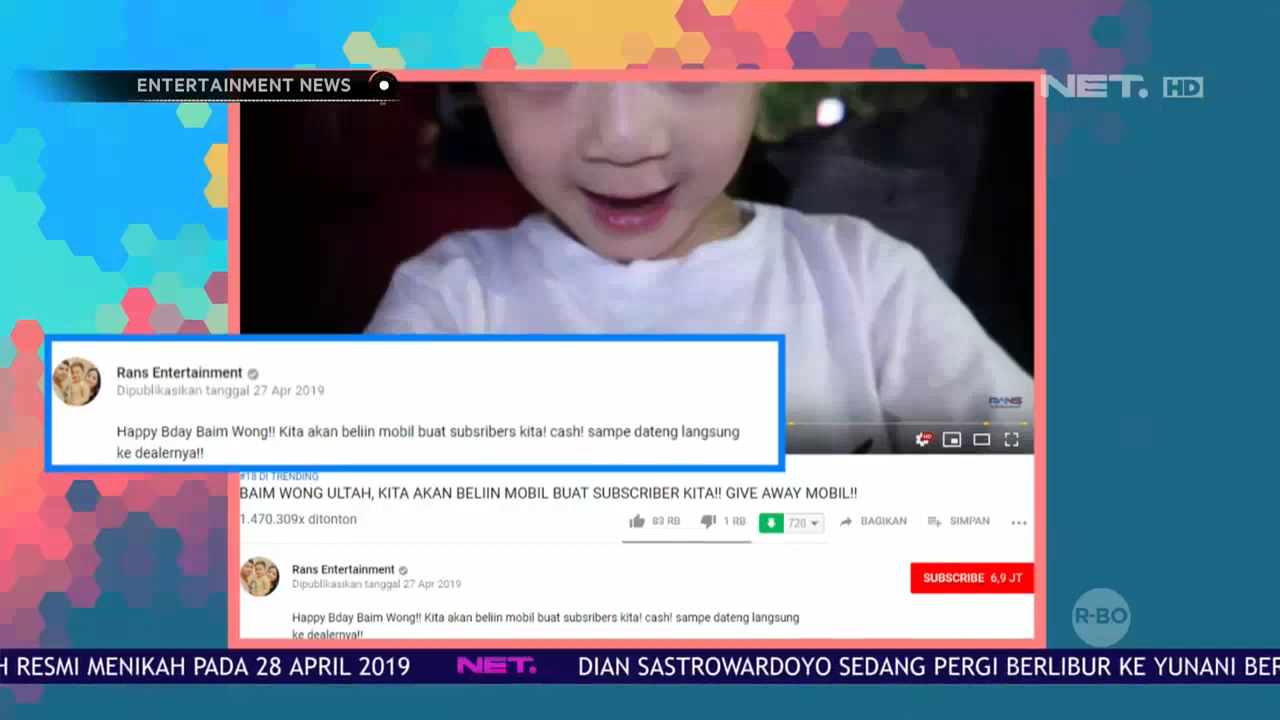 ENTERTAINMENT NEWS
NET. HD
Rans Entertainment
Dipublikasikan tanggal 27 Apr 2019
Happy Bday Baim Wong!! Kita akan beliin mobil buat subsribers kita! cash! sampe dateng langsung
ke dealernya!!
RANS
HD
#18 DI TRENDING
BAIM WONG ULTAH, KITA AKAN BELIIN MOBIL BUAT SUBSCRIBER KITA!! GIVE AWAY MOBIL!!
1.470.309x ditonton
83 RB 1 RB 720 BAGIKAN SIMPAN
Rans Entertainment
Dipublikasikan tanggal 27 Apr 2019
SUBSCRIBE 6,9 JT
Happy Bday Baim Wong!! Kita akan beliin mobil buat subsribers kita! cash! sampe dateng langsung
ke dealernya!!
R-BO
H RESMI MENIKAH PADA 28 APRIL 2019 NET. DIAN SASTROWARDOYO SEDANG PERGI BERLIBUR KE YUNANI BER